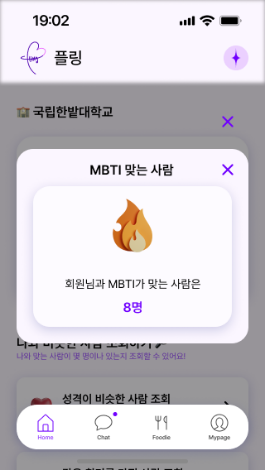 19:02
플링
국립한밭대학교
MBTI 맞는 사람
회원님과 MBTI가 맞는 사람은
8명
나와 비슷한 사람 조회하기
나와 맞는 사람이 몇 명이나 있는지 조회할 수 있어요!
성격이 비슷한 사람 조회
Home
Chat
Foodie
Mypage